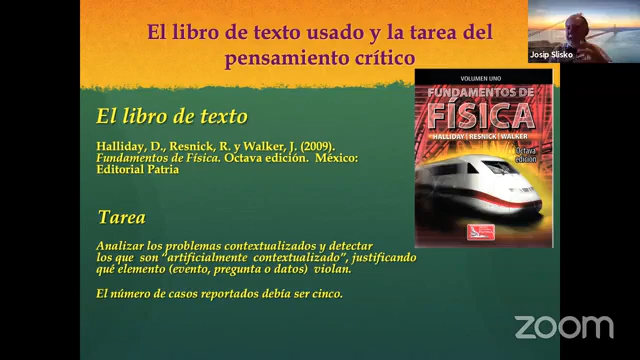 El libro de texto usado y la tarea del
pensamiento crítico
Josip Slisko
El libro de texto
Halliday, D., Resnick, R. y Walker, J. (2009).
Fundamentos de Física. Octava edición. México:
Editorial Patria
VOLUMEN UNO
FUNDAMENTOS DE
FÍSICA
HALLIDAY | RESNICK | WALKER
Octava
edición
Tarea
Analizar los problemas contextualizados y detectar
los que son “artificialmente contextualizado”, justificando
qué elemento (evento, pregunta o datos) violan.
El número de casos reportados debía ser cinco.
zoom